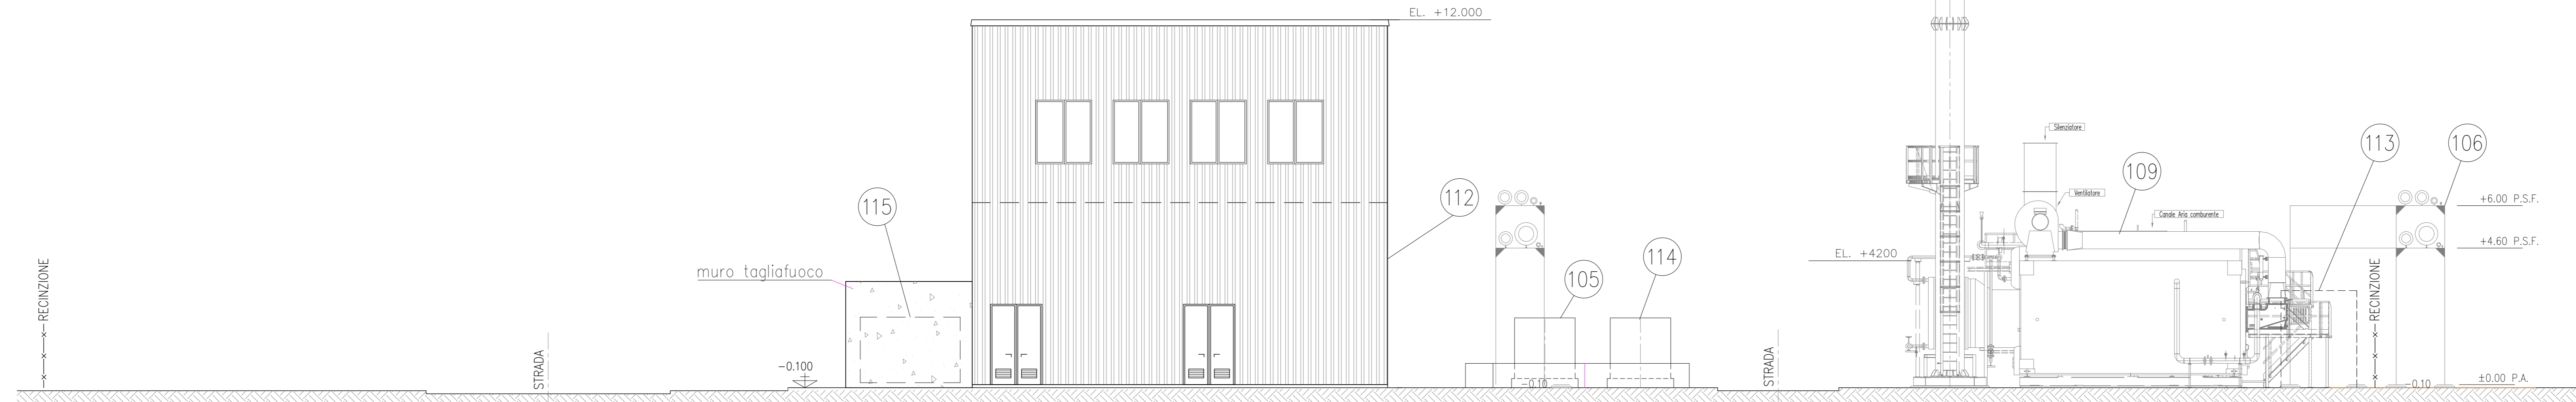 EL. +12.000
Silenziatore
113
106
109
Ventilatore
112
+6.00 P.S.F.
115
Canale Aria comburente
+4.60 P.S.F.
EL. +4200
114
muro tagliafuoco
105
RECINZIONE
RECINZIONE
STRADA
-0.100
STRADA
-0.10
-0.10
±0.00 P.A.